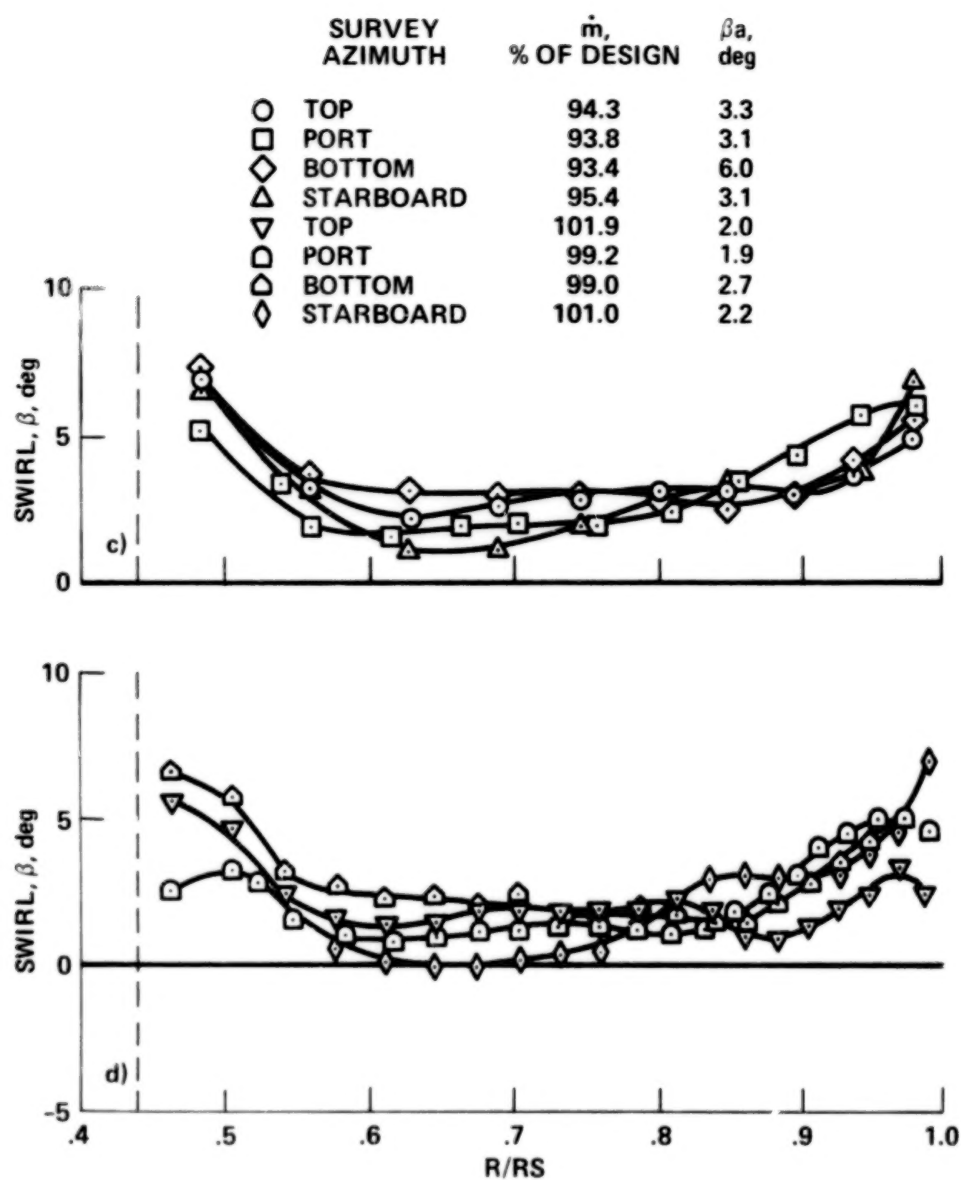 SURVEY AZIMUTH ṁ, % OF DESIGN βa, deg
TOP 94.3 3.3
PORT 93.8 3.1
BOTTOM 93.4 6.0
STARBOARD 95.4 3.1
TOP 101.9 2.0
PORT 99.2 1.9
BOTTOM 99.0 2.7
STARBOARD 101.0 2.2
10
5
0
SWIRL, β, deg
c)
10
5
0
-5
SWIRL, β, deg
d)
.4 .5 .6 .7 .8 .9 1.0
R/RS